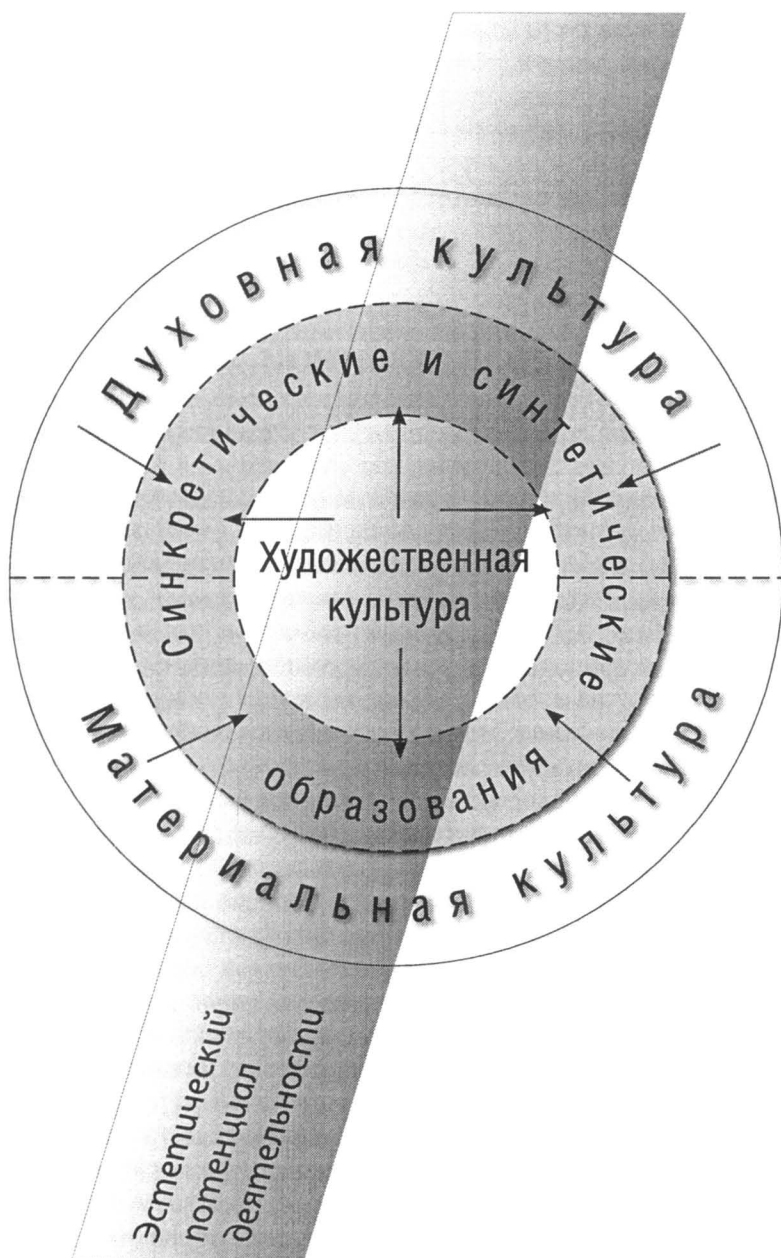 Духовная культура
Синкретические и синтетические
образования
Художественная
культура
Материальная культура
Эстетический
потенциал
деятельности